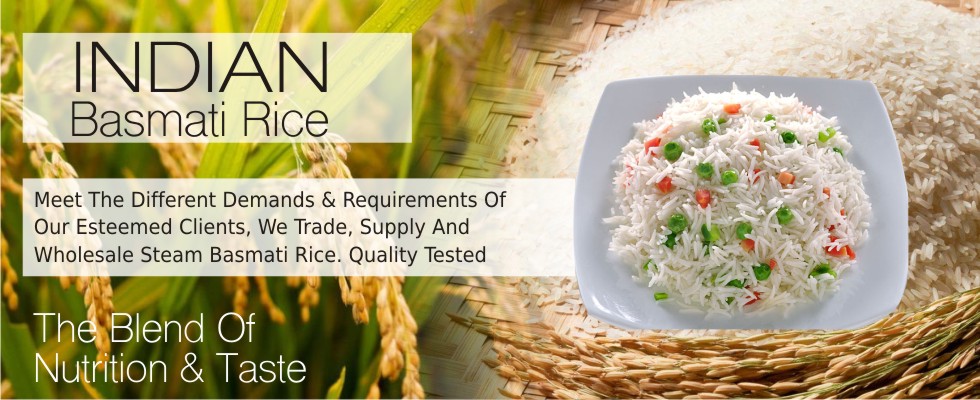 INDIAN
Basmati Rice
Meet The Different Demands & Requirements Of
Our Esteemed Clients, We Trade, Supply And
Wholesale Steam Basmati Rice. Quality Tested
The Blend Of
Nutrition & Taste